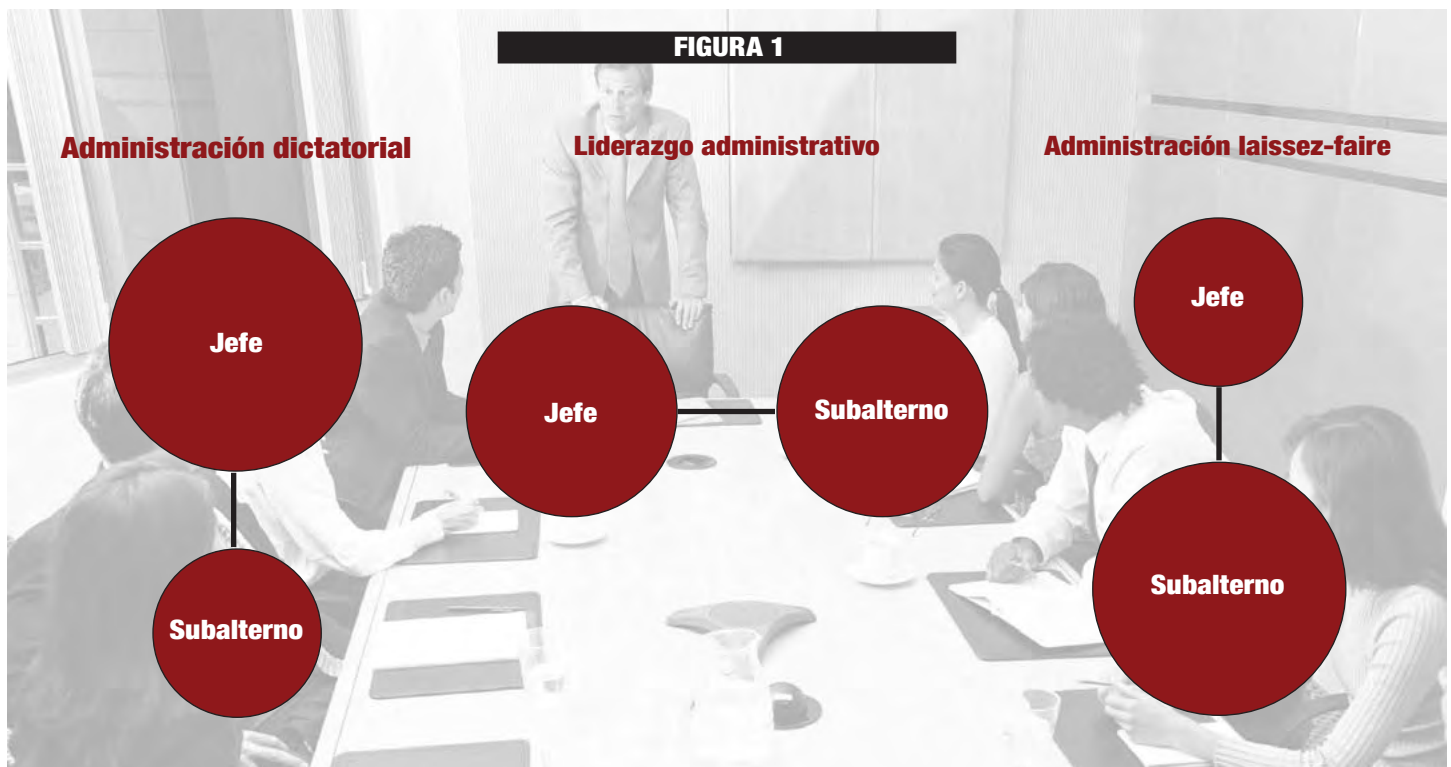 FIGURA 1
Administración dictatorial
Jefe
Subalterno
Liderazgo administrativo
Jefe
Subalterno
Administración laissez-faire
Jefe
Subalterno